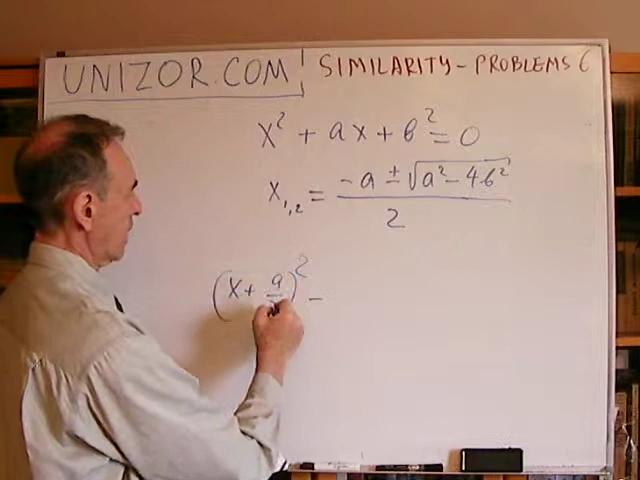 UNIZOR.COM SIMILARITY – PROBLEMS 6
x² + ax + b² = 0
x₁,₂ = (-a ± √(a² – 4b²)) / 2
(x + a/2)² –